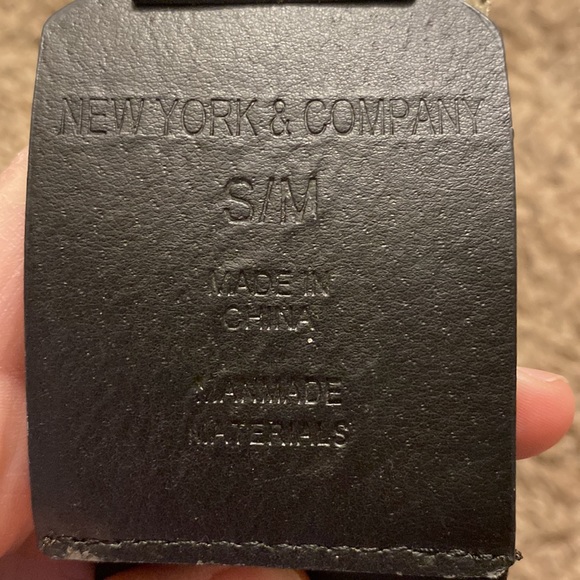 NEW YORK & COMPANY
S/M
MADE IN
CHINA
MANMADE
MATERIALS